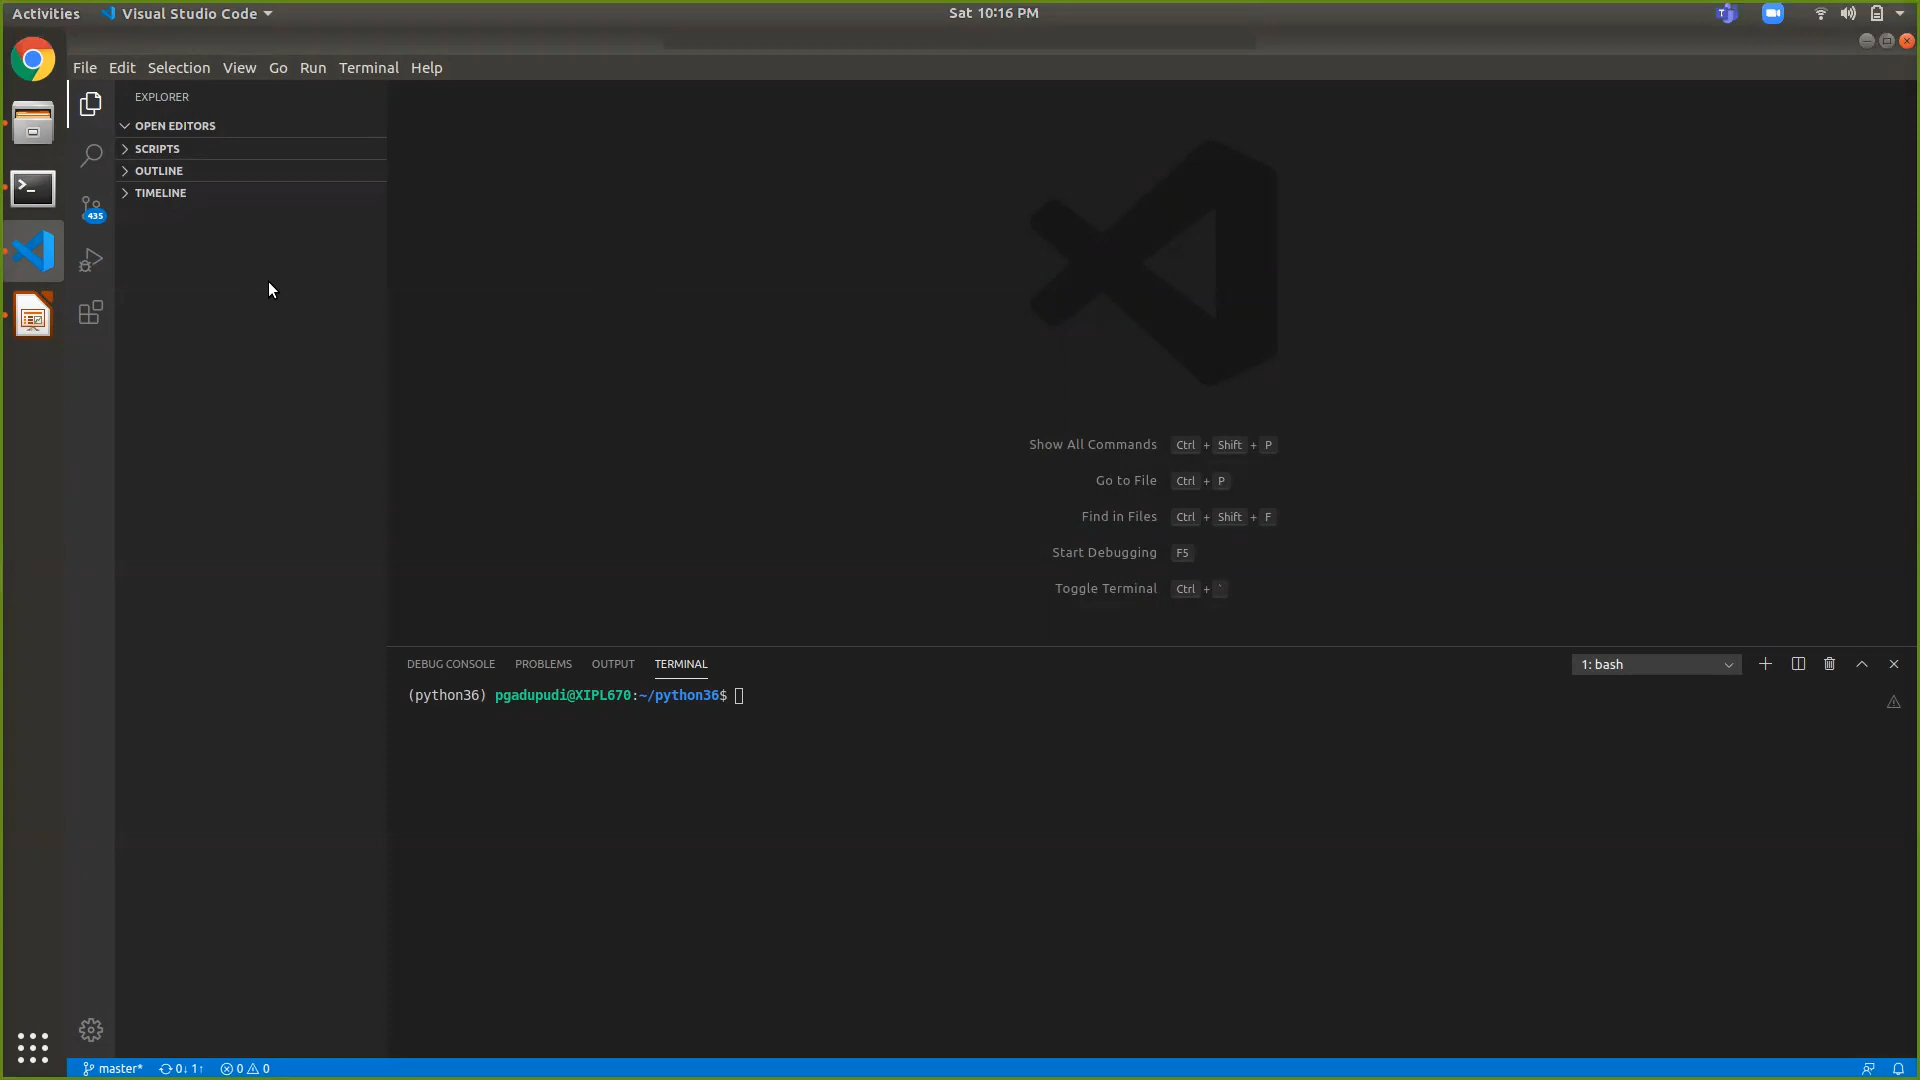 Activities Visual Studio Code Sat 10:16 PM
File Edit Selection View Go Run Terminal Help
EXPLORER
OPEN EDITORS
SCRIPTS
OUTLINE
TIMELINE
435
Show All Commands Ctrl + Shift + P
Go to File Ctrl + P
Find in Files Ctrl + Shift + F
Start Debugging F5
Toggle Terminal Ctrl + `
DEBUG CONSOLE PROBLEMS OUTPUT TERMINAL 1: bash
(python36) pgadupudi@XIPL670:~/python36$
master* 0↓ 1↑ 0 0